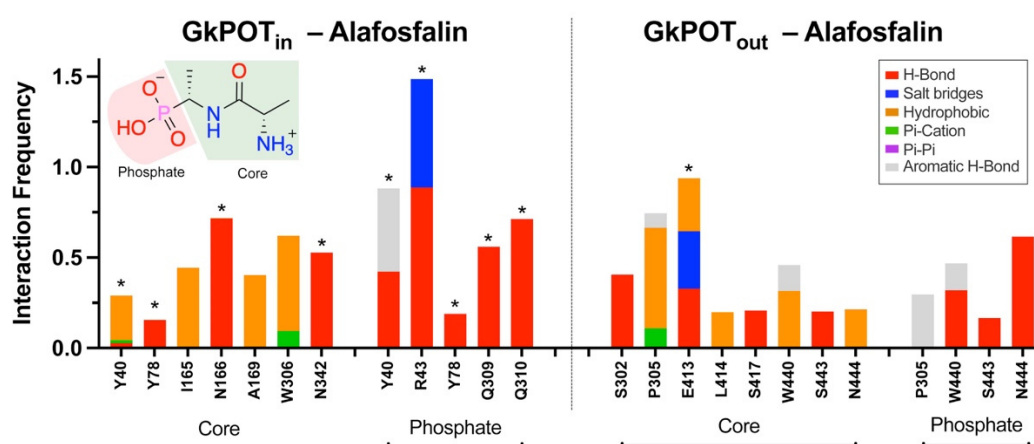 GkPOTin – Alafosfalin
GkPOTout – Alafosfalin
Interaction Frequency
1.5
1.0
0.5
0.0
O
O-
HO
P
O
N
H
NH3+
Phosphate
Core
*
*
*
*
*
*
*
*
*
*
H-Bond
Salt bridges
Hydrophobic
Pi-Cation
Pi-Pi
Aromatic H-Bond
Y40
Y78
I165
N166
A169
W306
N342
Y40
R43
Y78
Q309
Q310
S302
P305
E413
L414
S417
W440
S443
N444
P305
W440
S443
N444
Core
Phosphate
Core
Phosphate